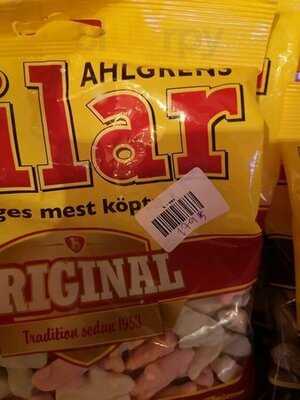 AHLGRENS
ilar
ges mest köpt
RIGINAL
Tradition sedan 1953